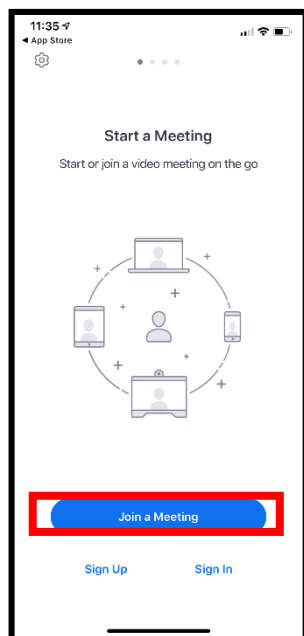 11:35
◀ App Store
Start a Meeting
Start or join a video meeting on the go
Join a Meeting
Sign Up
Sign In